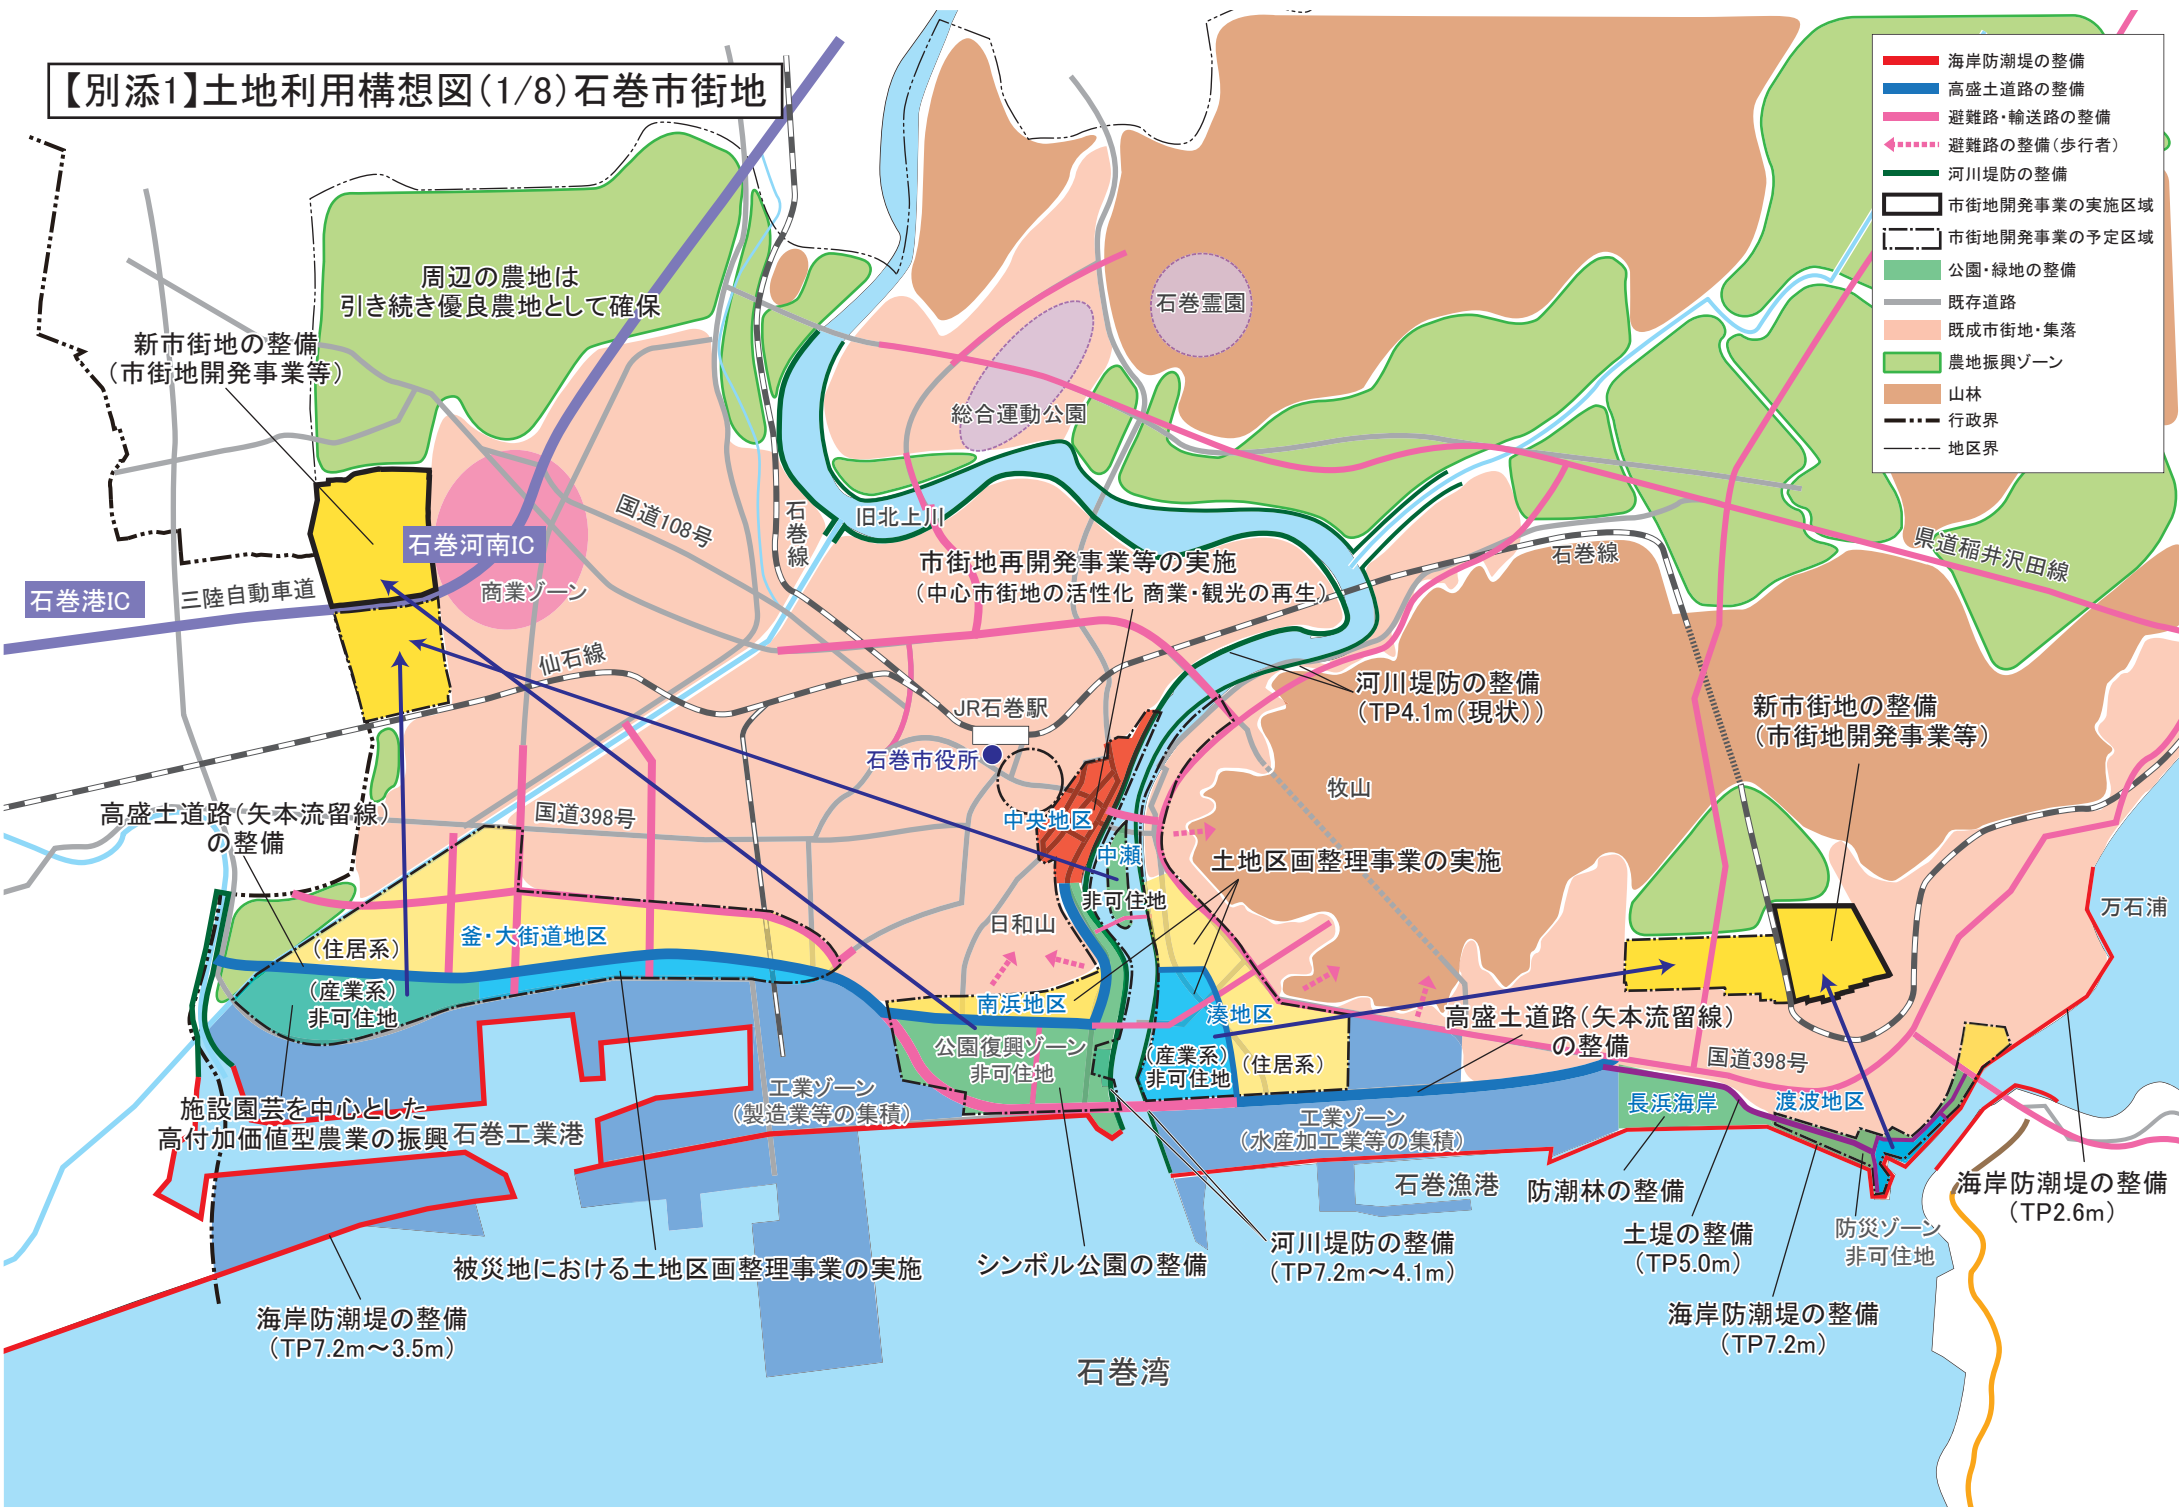 【別添1】土地利用構想図(1/8)石巻市街地
海岸防潮堤の整備
高盛土道路の整備
避難路・輸送路の整備
避難路の整備(歩行者)
河川堤防の整備
市街地開発事業の実施区域
市街地開発事業の予定区域
公園・緑地の整備
既存道路
既成市街地・集落
農地振興ゾーン
山林
行政界
地区界
周辺の農地は
引き続き優良農地として確保
新市街地の整備
(市街地開発事業等)
石巻霊園
総合運動公園
国道108号
石巻線
旧北上川
石巻河南IC
商業ゾーン
石巻港IC
三陸自動車道
市街地再開発事業等の実施
(中心市街地の活性化 商業・観光の再生)
石巻線
県道稲井沢田線
仙石線
JR石巻駅
石巻市役所
河川堤防の整備
(TP4.1m(現状))
新市街地の整備
(市街地開発事業等)
牧山
高盛土道路(矢本流留線)
の整備
国道398号
中央地区
中瀬
非可住地
土地区画整理事業の実施
万石浦
日和山
(住居系)
釜・大街道地区
(産業系)
非可住地
南浜地区
公園復興ゾーン
非可住地
湊地区
(産業系)
非可住地
(住居系)
高盛土道路(矢本流留線)
の整備
国道398号
工業ゾーン
(製造業等の集積)
施設園芸を中心とした
高付加価値型農業の振興
石巻工業港
工業ゾーン
(水産加工業等の集積)
長浜海岸
渡波地区
石巻漁港
防潮林の整備
海岸防潮堤の整備
(TP2.6m)
土堤の整備
(TP5.0m)
防災ゾーン
非可住地
被災地における土地区画整理事業の実施
シンボル公園の整備
河川堤防の整備
(TP7.2m～4.1m)
海岸防潮堤の整備
(TP7.2m～3.5m)
海岸防潮堤の整備
(TP7.2m)
石巻湾